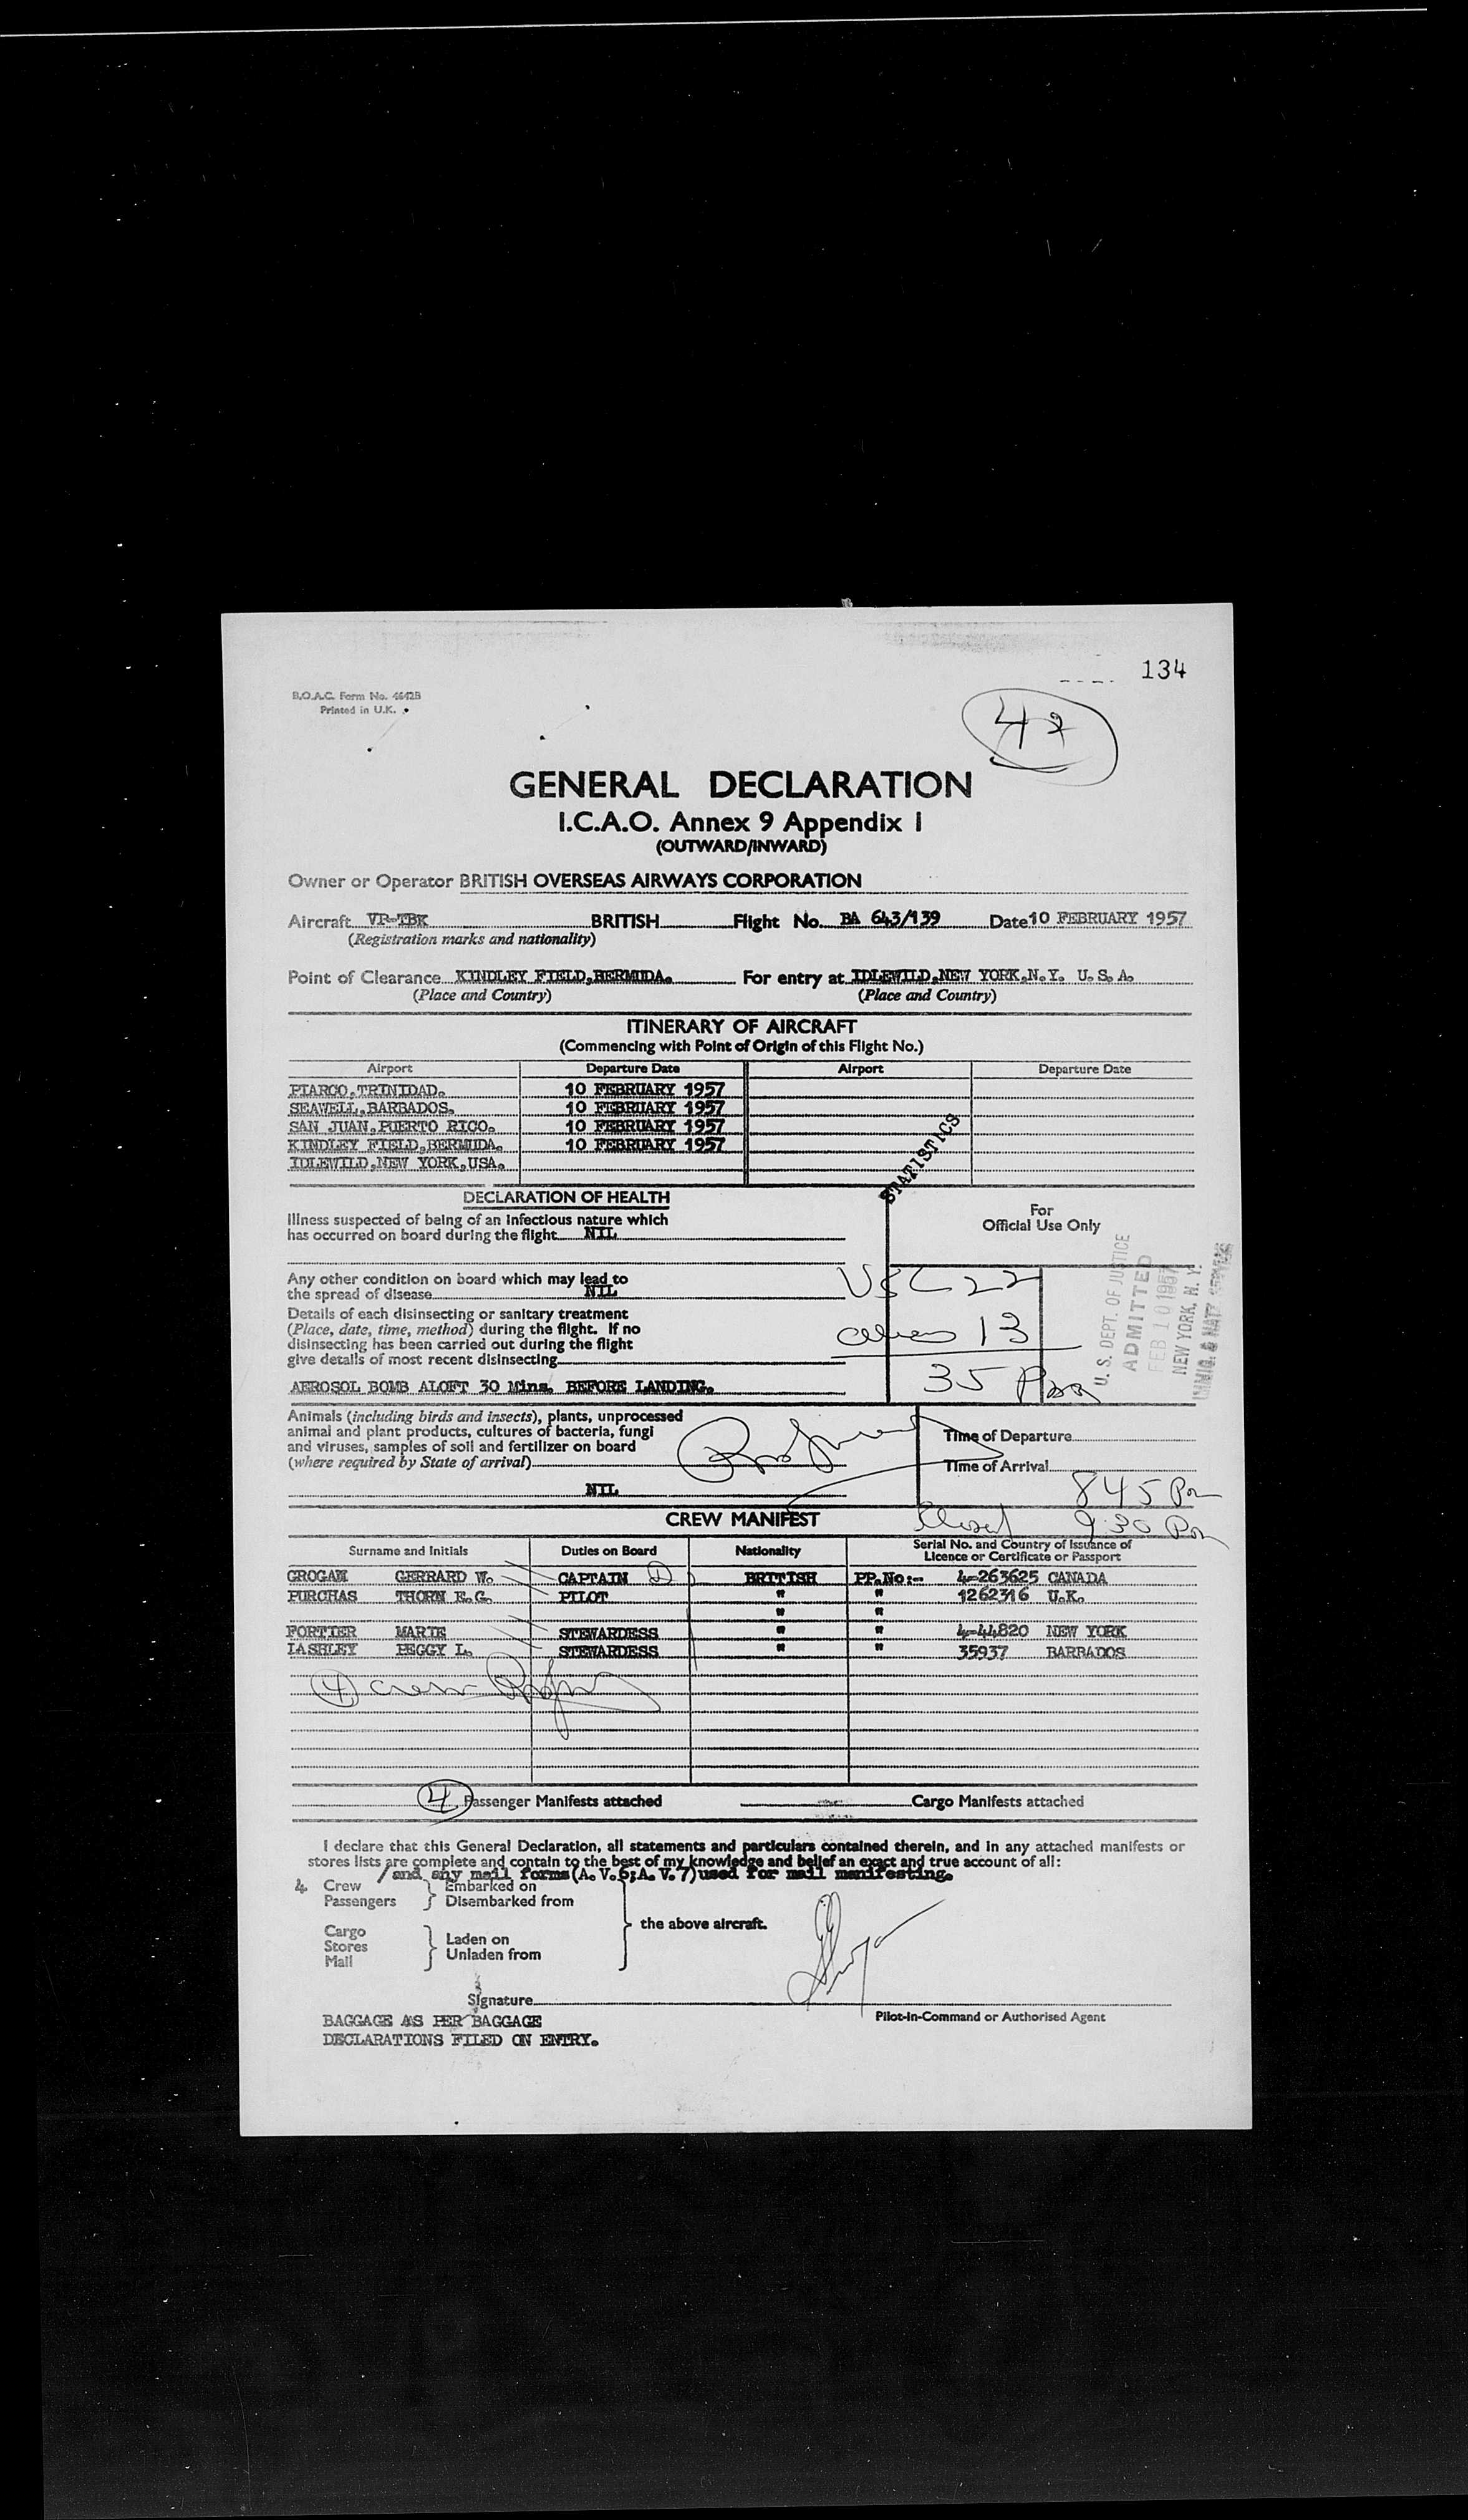 134
B.O.A.C. Form No. 4642B
Printed in U.K.
GENERAL DECLARATION
I.C.A.O. Annex 9 Appendix 1
(OUTWARD/INWARD)
Owner or Operator BRITISH OVERSEAS AIRWAYS CORPORATION
Aircraft VP-TBK BRITISH Flight No. BA 643/139 Date 10 FEBRUARY 1957
(Registration marks and nationality)
Point of Clearance KINDLEY FIELD, BERMUDA. For entry at IDLEWILD, NEW YORK, N.Y. U.S.A.
(Place and Country) (Place and Country)
ITINERARY OF AIRCRAFT
(Commencing with Point of Origin of this Flight No.)
Airport Departure Date Airport Departure Date
PIARCO, TRINIDAD. 10 FEBRUARY 1957
SEAWELL, BARBADOS. 10 FEBRUARY 1957
SAN JUAN, PUERTO RICO. 10 FEBRUARY 1957
KINDLEY FIELD, BERMUDA. 10 FEBRUARY 1957
IDLEWILD, NEW YORK, USA.
STATISTICS
DECLARATION OF HEALTH
Illness suspected of being of an infectious nature which
has occurred on board during the flight NIL
For
Official Use Only
Any other condition on board which may lead to
the spread of disease NIL
Details of each disinsecting or sanitary treatment
(Place, date, time, method) during the flight. If no
disinsecting has been carried out during the flight
give details of most recent disinsecting
AEROSOL BOMB ALOFT 30 Mins. BEFORE LANDING.
USC 22
13
35
U. S. DEPT. OF JUSTICE
ADMITTED
FEB 10 1957
NEW YORK, N. Y.
IMMIG. & NATZ SERVICE
Animals (including birds and insects), plants, unprocessed
animal and plant products, cultures of bacteria, fungi
and viruses, samples of soil and fertilizer on board
(where required by State of arrival)
NIL
Time of Departure
Time of Arrival
845 Pm
Closed 930 Pm
CREW MANIFEST
Surname and Initials Duties on Board Nationality Serial No. and Country of Issuance of
Licence or Certificate or Passport
GROGAN GERRARD W. CAPTAIN BRITISH PP.No:- 4-263625 CANADA
PURCHAS THORN E.G. PILOT " " 1262316 U.K.
" "
FORTIER MARIE STEWARDESS " " 4-44820 NEW YORK
LASHLEY PEGGY L. STEWARDESS " " 35937 BARBADOS
4 crew
4 Passenger Manifests attached Cargo Manifests attached
I declare that this General Declaration, all statements and particulars contained therein, and in any attached manifests or
stores lists are complete and contain to the best of my knowledge and belief an exact and true account of all:
/and any mail forms(A.V.6;A.V.7)used for mail manifesting.
4 Crew Embarked on
Passengers Disembarked from
the above aircraft.
Cargo
Stores Laden on
Mail Unladen from
Signature
Pilot-in-Command or Authorised Agent
BAGGAGE AS PER BAGGAGE
DECLARATIONS FILED ON ENTRY.